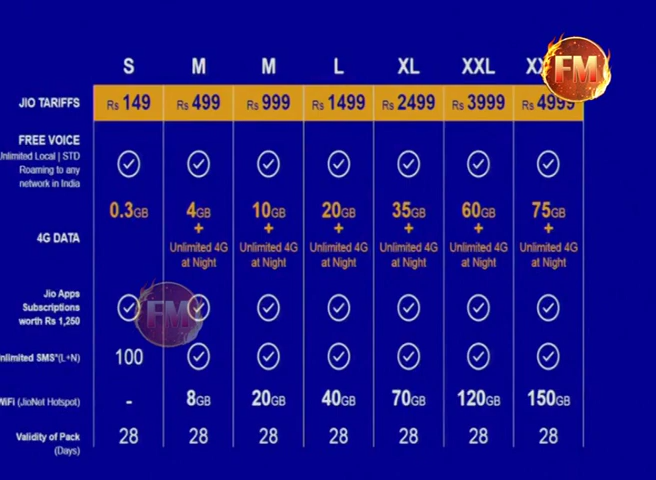 S M M L XL XXL
FM
JIO TARIFFS Rs 149 Rs 499 Rs 999 Rs 1499 Rs 2499 Rs 3999 Rs 4999
FREE VOICE
Unlimited Local | STD
Roaming to any
network in India
0.3GB 4GB 10GB 20GB 35GB 60GB 75GB
+ + + + + +
4G DATA
Unlimited 4G Unlimited 4G Unlimited 4G Unlimited 4G Unlimited 4G Unlimited 4G
at Night at Night at Night at Night at Night at Night
Jio Apps
Subscriptions
worth Rs 1,250
FM
nlimited SMS*(L+N) 100
WiFi (JioNet Hotspot) - 8GB 20GB 40GB 70GB 120GB 150GB
Validity of Pack 28 28 28 28 28 28 28
(Days)